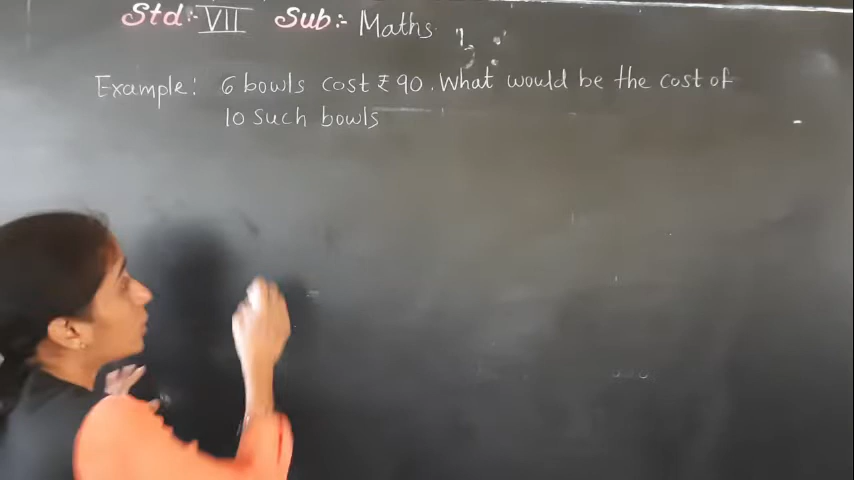 Std:- VII Sub:- Maths
Example: 6 bowls cost ₹ 90. What would be the cost of
10 such bowls